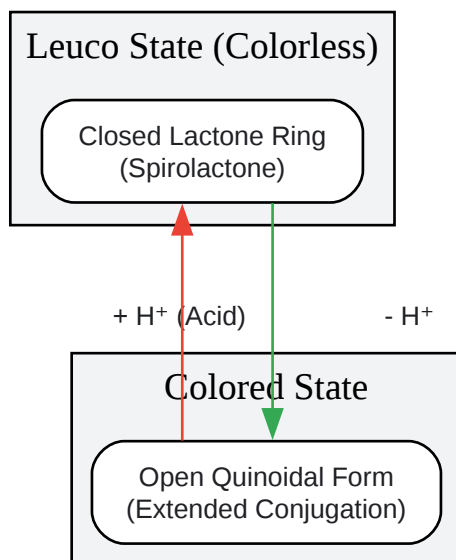 Leuco State (Colorless)
Closed Lactone Ring
(Spirolactone)
+ H⁺ (Acid)
- H⁺
Colored State
Open Quinoidal Form
(Extended Conjugation)